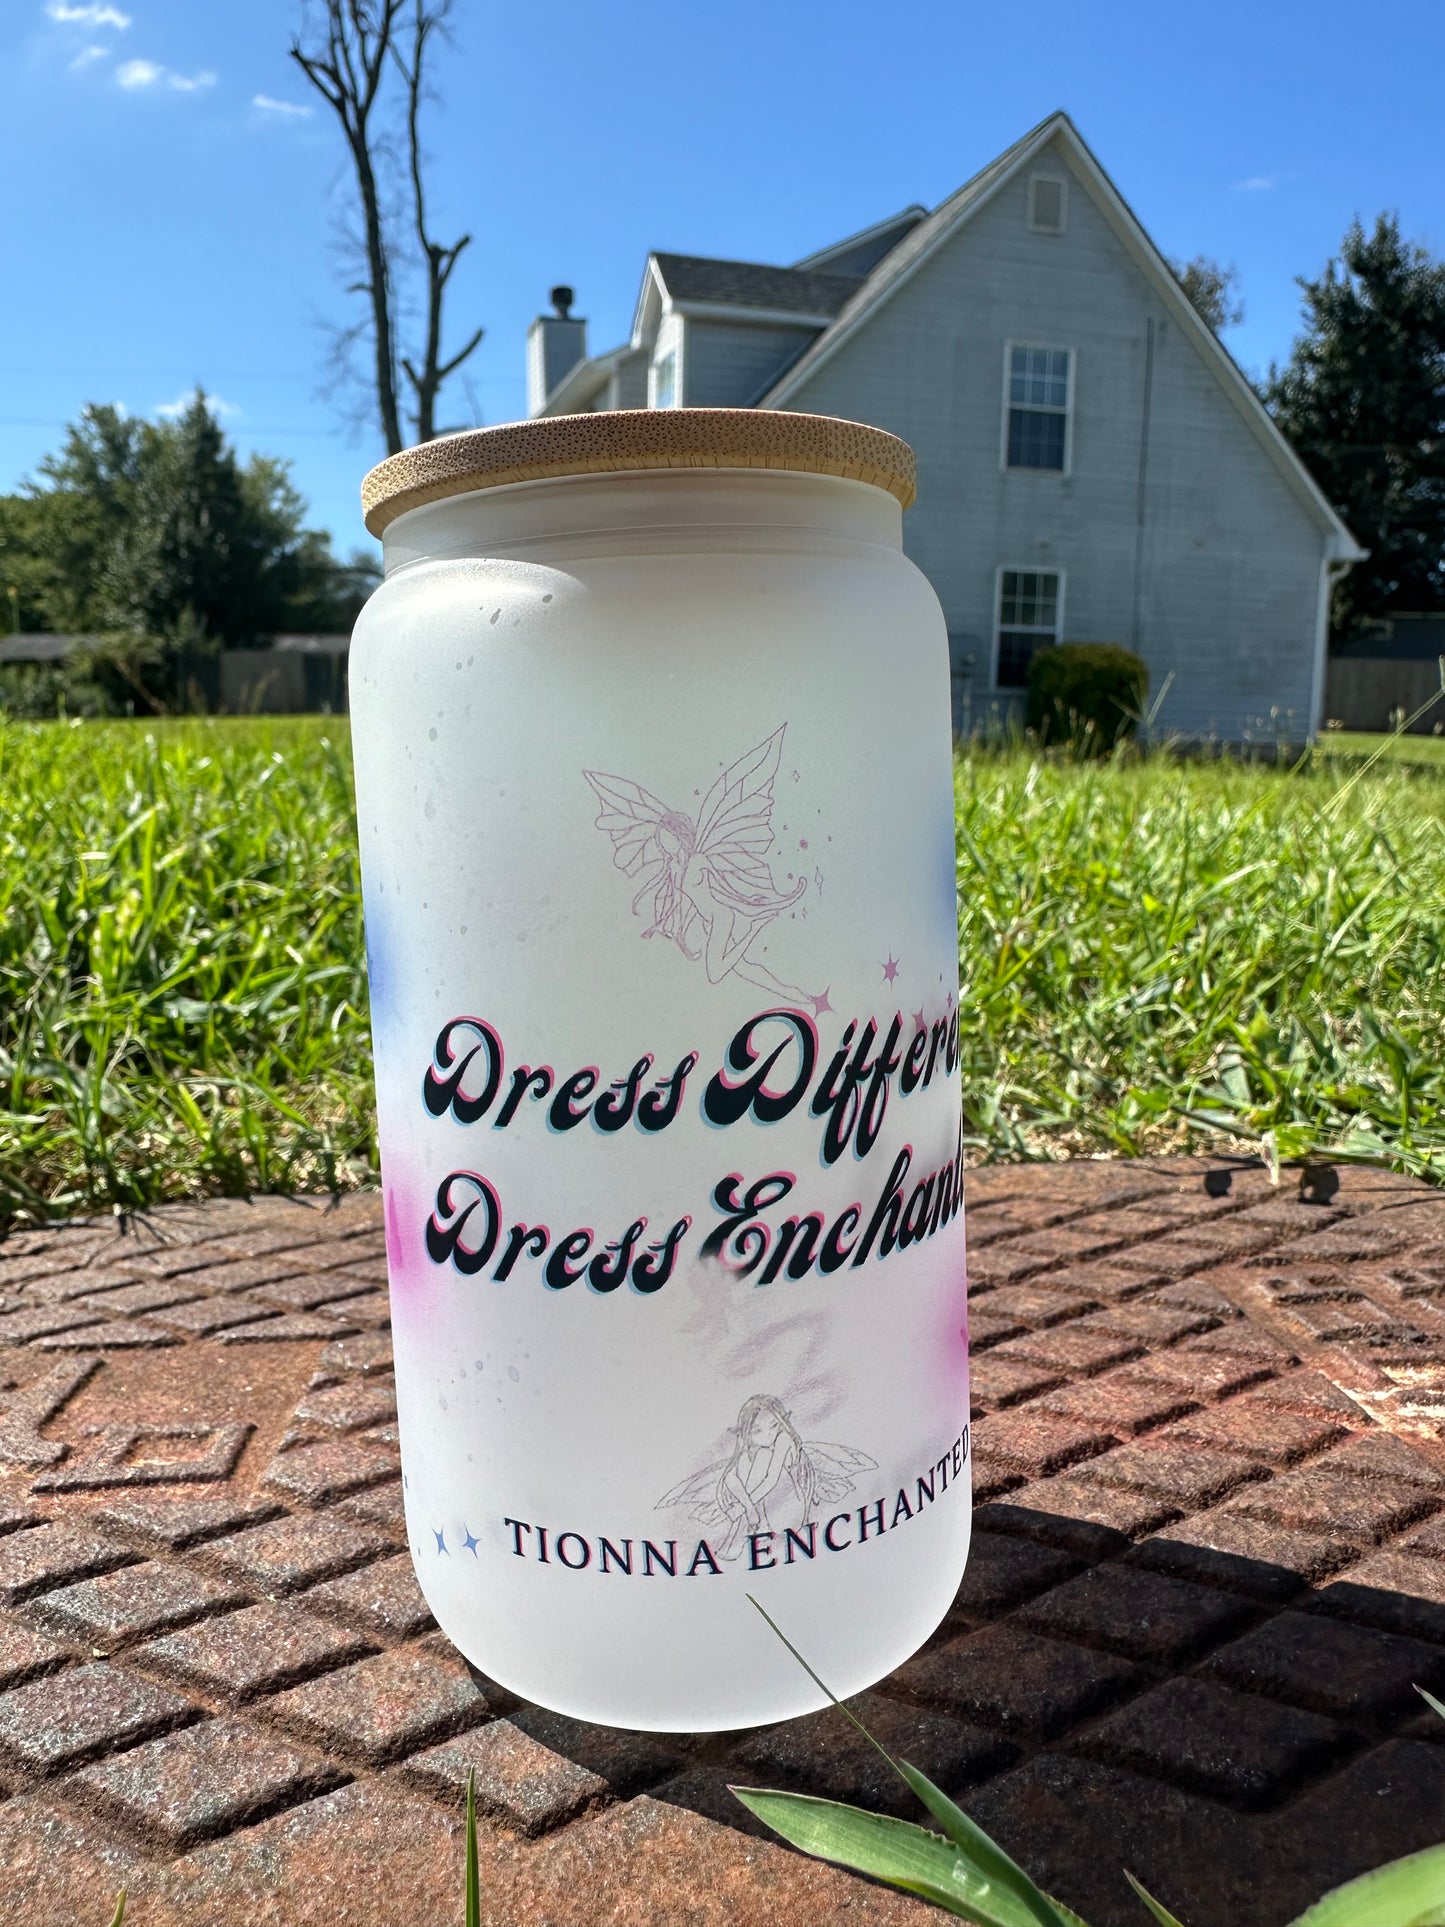 Dress Differen
Dress Enchant
TIONNA ENCHANTED